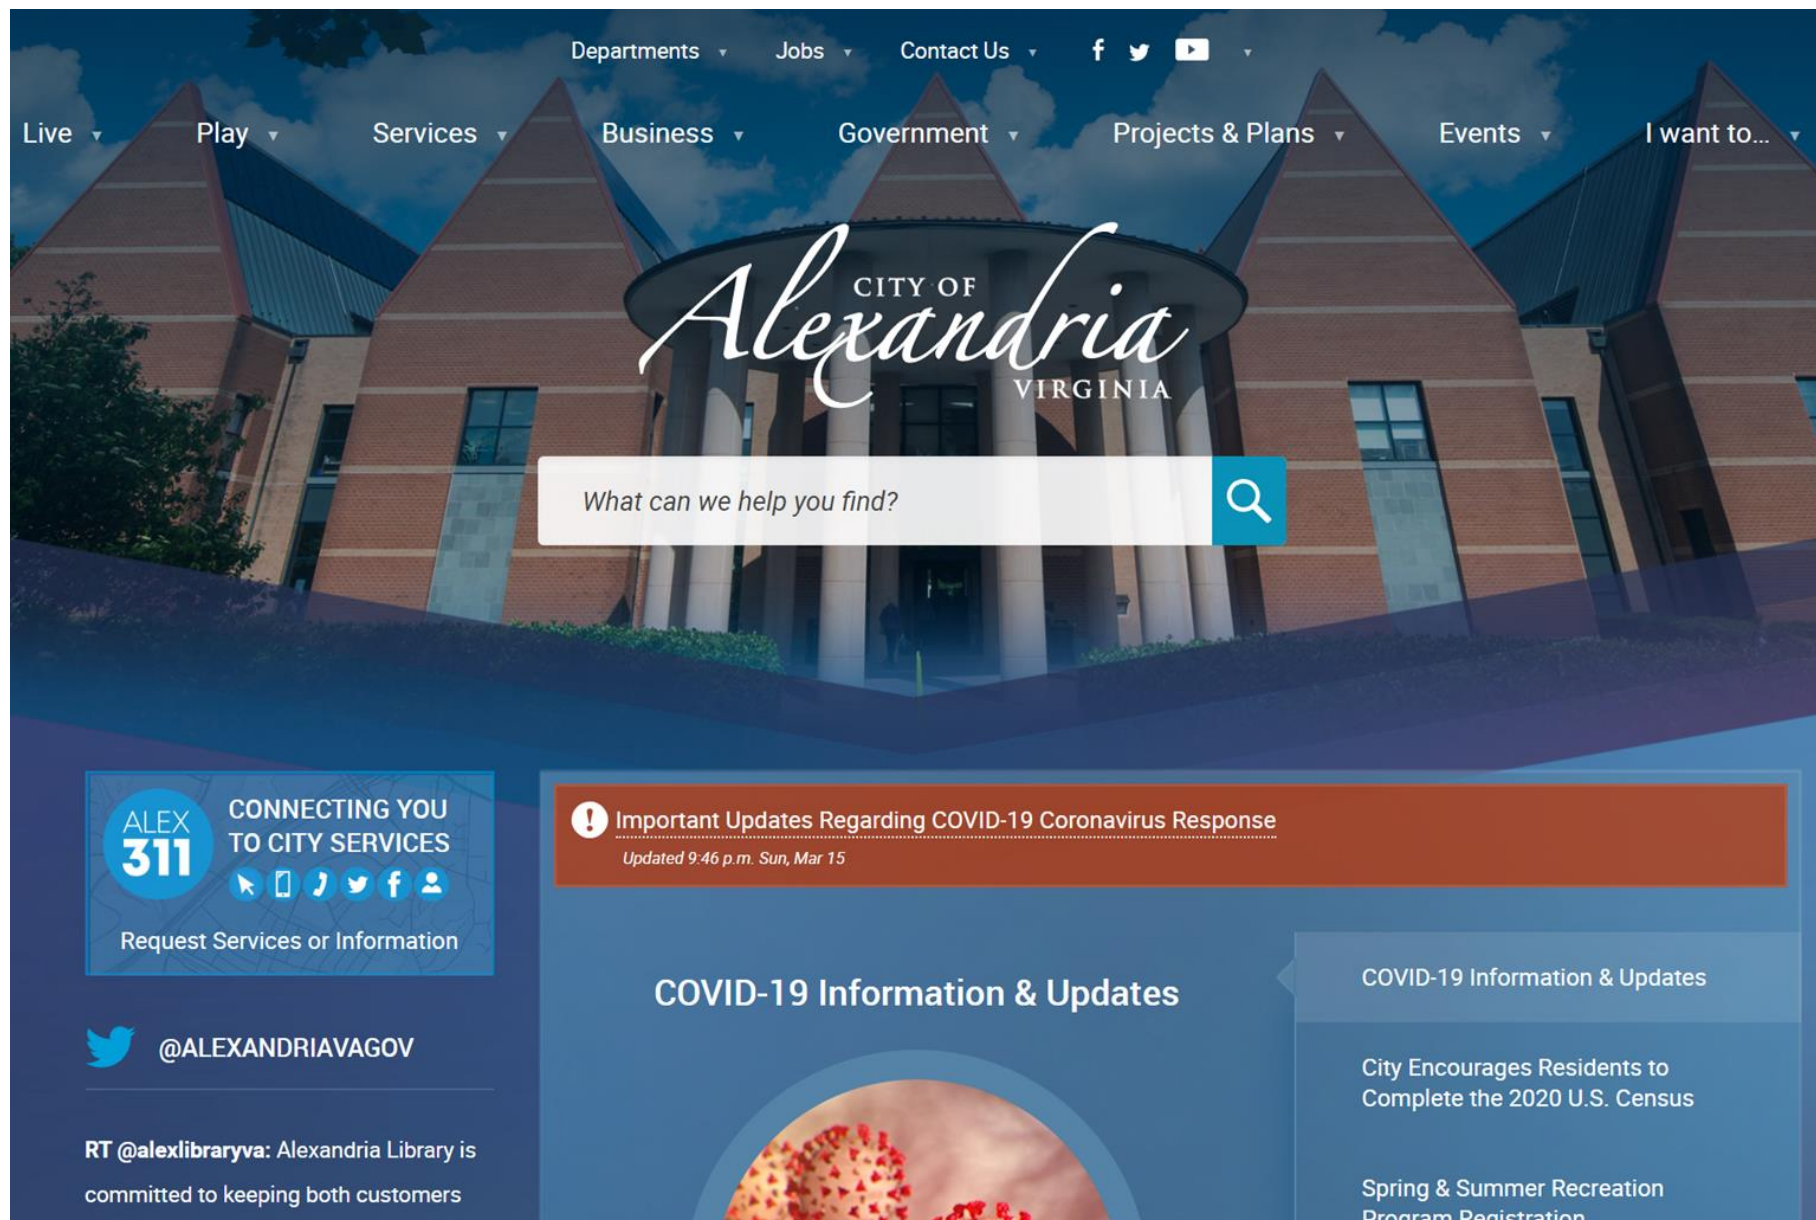 Departments
Jobs
Contact Us
Live
Play
Services
Business
Government
Projects & Plans
Events
I want to...
CITY OF
Alexandria
VIRGINIA
What can we help you find?
ALEX
311
CONNECTING YOU
TO CITY SERVICES
Request Services or Information
@ALEXANDRIAVAGOV
RT @alexlibraryva: Alexandria Library is
committed to keeping both customers
Important Updates Regarding COVID-19 Coronavirus Response
Updated 9:46 p.m. Sun, Mar 15
COVID-19 Information & Updates
COVID-19 Information & Updates
City Encourages Residents to
Complete the 2020 U.S. Census
Spring & Summer Recreation
Program Registration